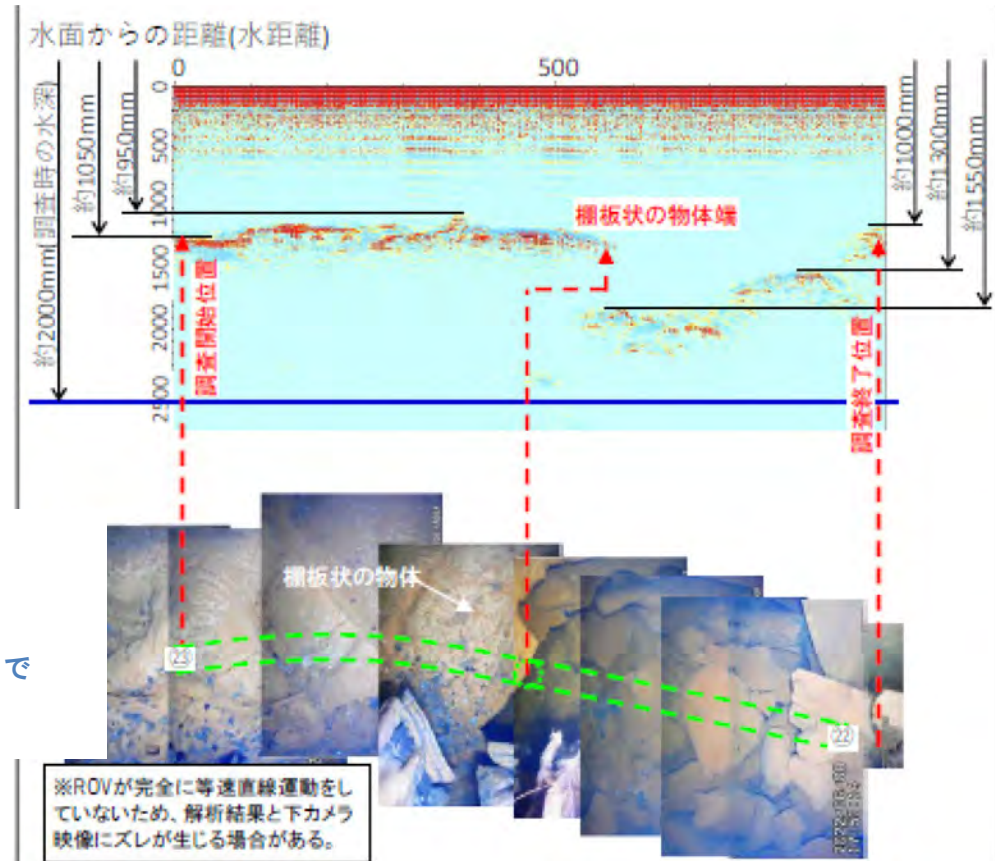 水面からの距離(水距離)
0
500
0
500
1000
1500
2000
2500
約2000mm(調査時の水深)
約1050mm
約950mm
約1000mm
約1300mm
約1550mm
棚板状の物体端
調査開始位置
調査終了位置
棚板状の物体
㉓
㉒
で
※ROVが完全に等速直線運動をし
ていないため、解析結果と下カメラ
映像にズレが生じる場合がある。